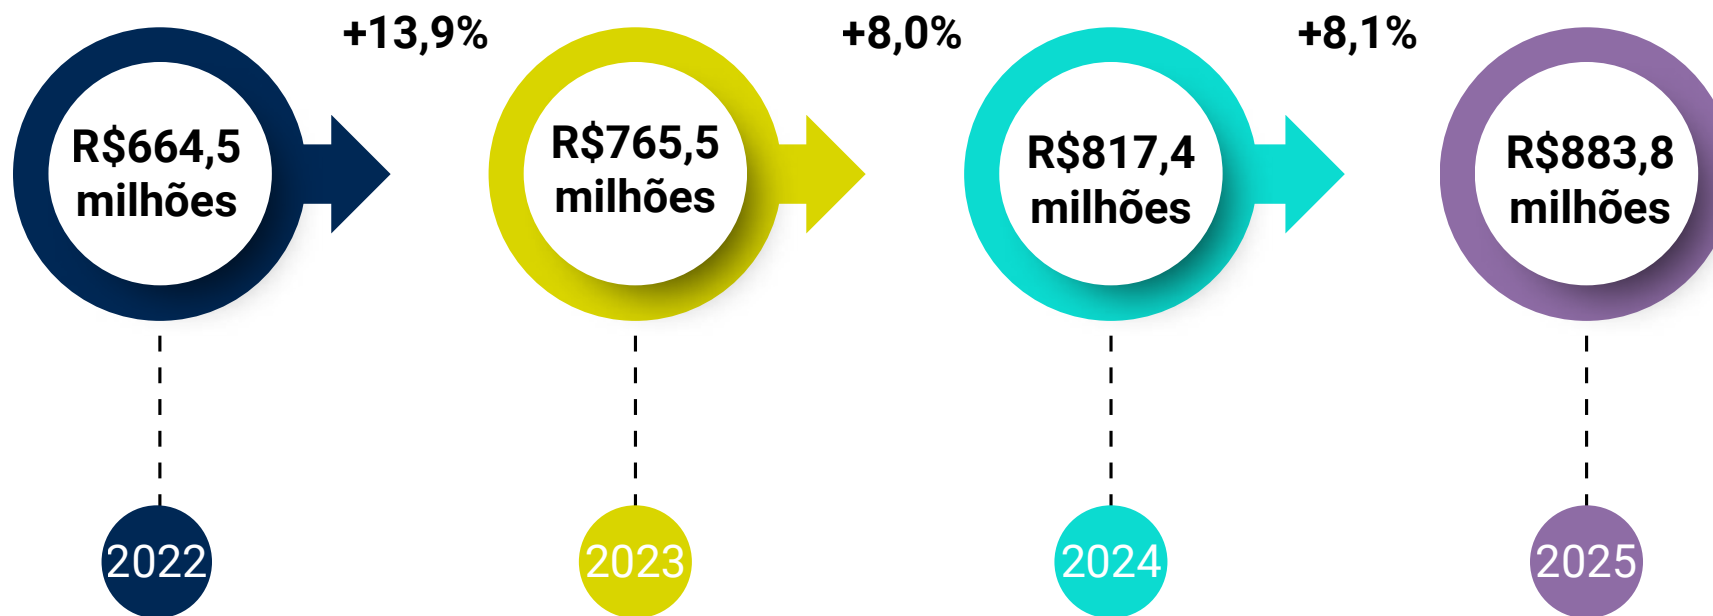 +13,9%
+8,0%
+8,1%
R$664,5
milhões
R$765,5
milhões
R$817,4
milhões
R$883,8
milhões
2022
2023
2024
2025